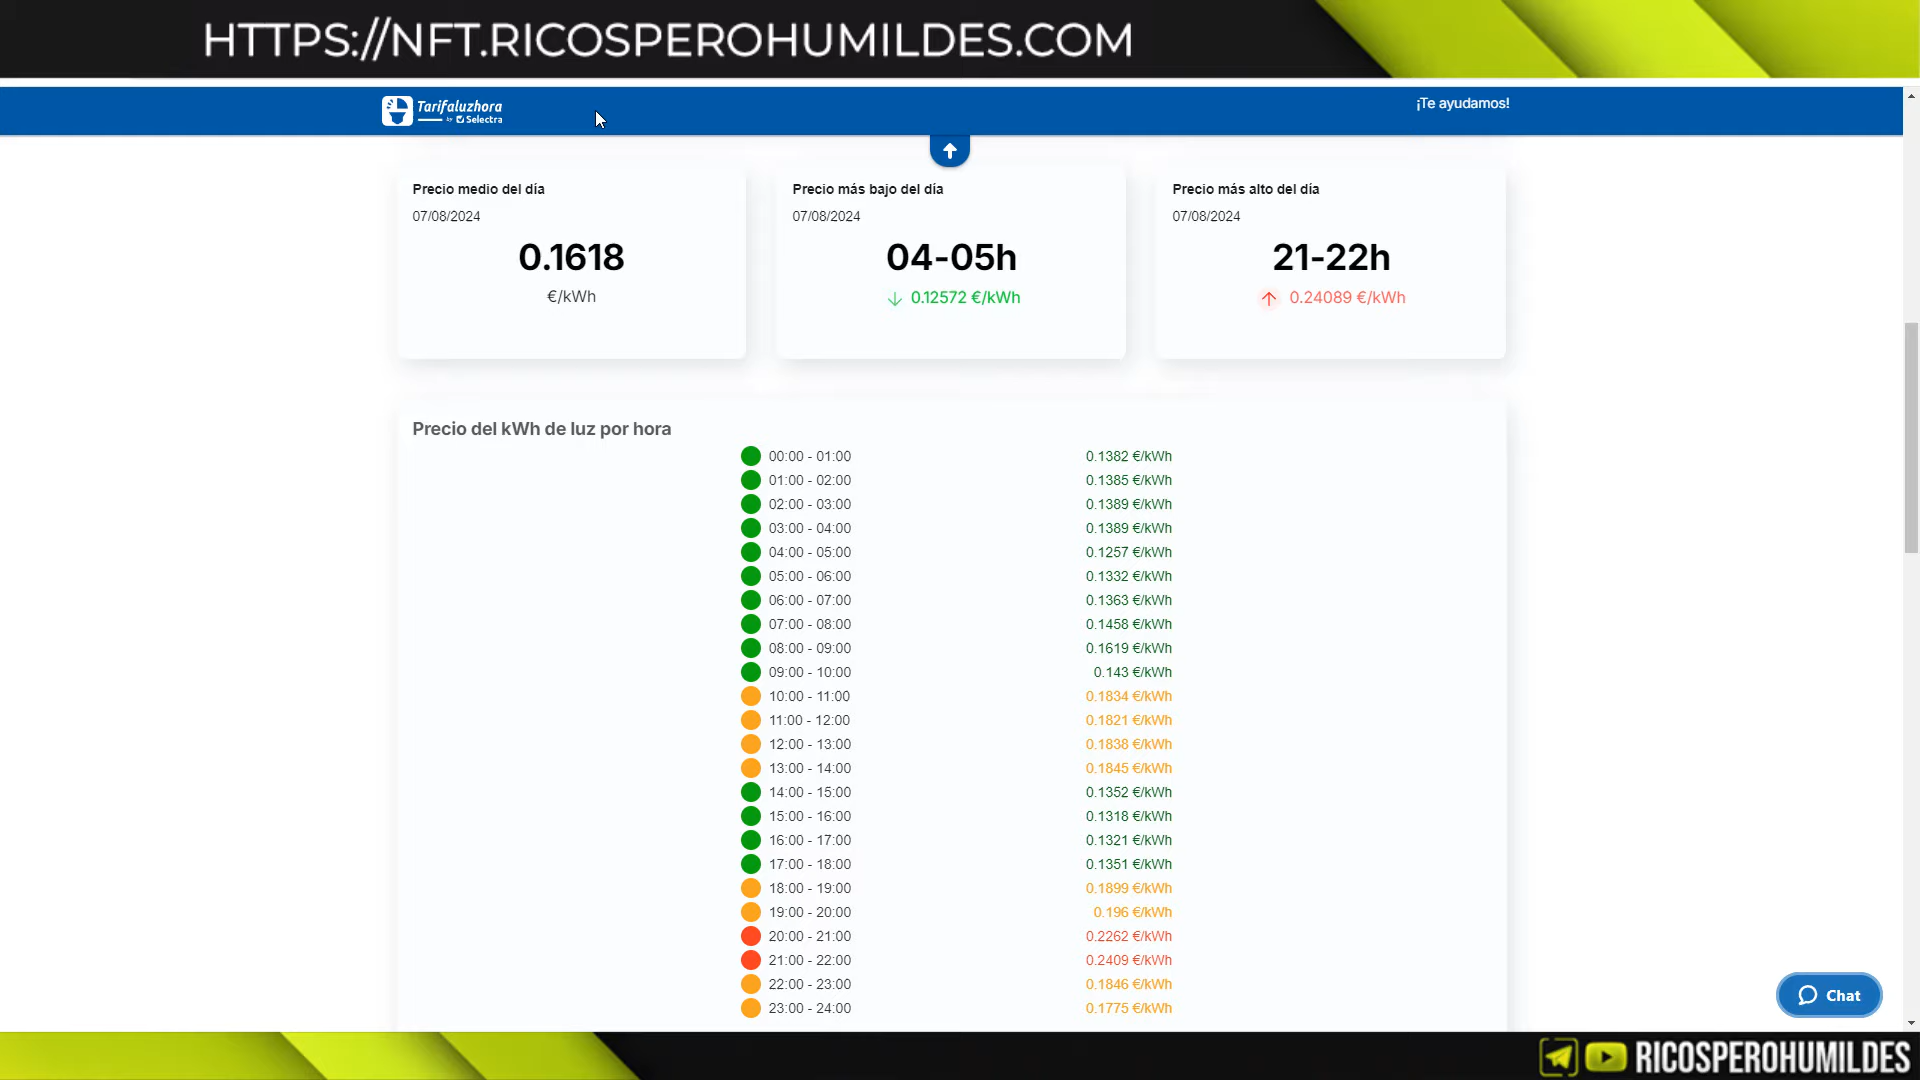 HTTPS://NFT.RICOSPEROHUMILDES.COM
Tarifaluzhora
by Selectra
¡Te ayudamos!
Precio medio del día
07/08/2024
0.1618
€/kWh
Precio más bajo del día
07/08/2024
04-05h
0.12572 €/kWh
Precio más alto del día
07/08/2024
21-22h
0.24089 €/kWh
Precio del kWh de luz por hora
00:00 - 01:00 0.1382 €/kWh
01:00 - 02:00 0.1385 €/kWh
02:00 - 03:00 0.1389 €/kWh
03:00 - 04:00 0.1389 €/kWh
04:00 - 05:00 0.1257 €/kWh
05:00 - 06:00 0.1332 €/kWh
06:00 - 07:00 0.1363 €/kWh
07:00 - 08:00 0.1458 €/kWh
08:00 - 09:00 0.1619 €/kWh
09:00 - 10:00 0.143 €/kWh
10:00 - 11:00 0.1834 €/kWh
11:00 - 12:00 0.1821 €/kWh
12:00 - 13:00 0.1838 €/kWh
13:00 - 14:00 0.1845 €/kWh
14:00 - 15:00 0.1352 €/kWh
15:00 - 16:00 0.1318 €/kWh
16:00 - 17:00 0.1321 €/kWh
17:00 - 18:00 0.1351 €/kWh
18:00 - 19:00 0.1899 €/kWh
19:00 - 20:00 0.196 €/kWh
20:00 - 21:00 0.2262 €/kWh
21:00 - 22:00 0.2409 €/kWh
22:00 - 23:00 0.1846 €/kWh
23:00 - 24:00 0.1775 €/kWh
Chat
RICOSPEROHUMILDES